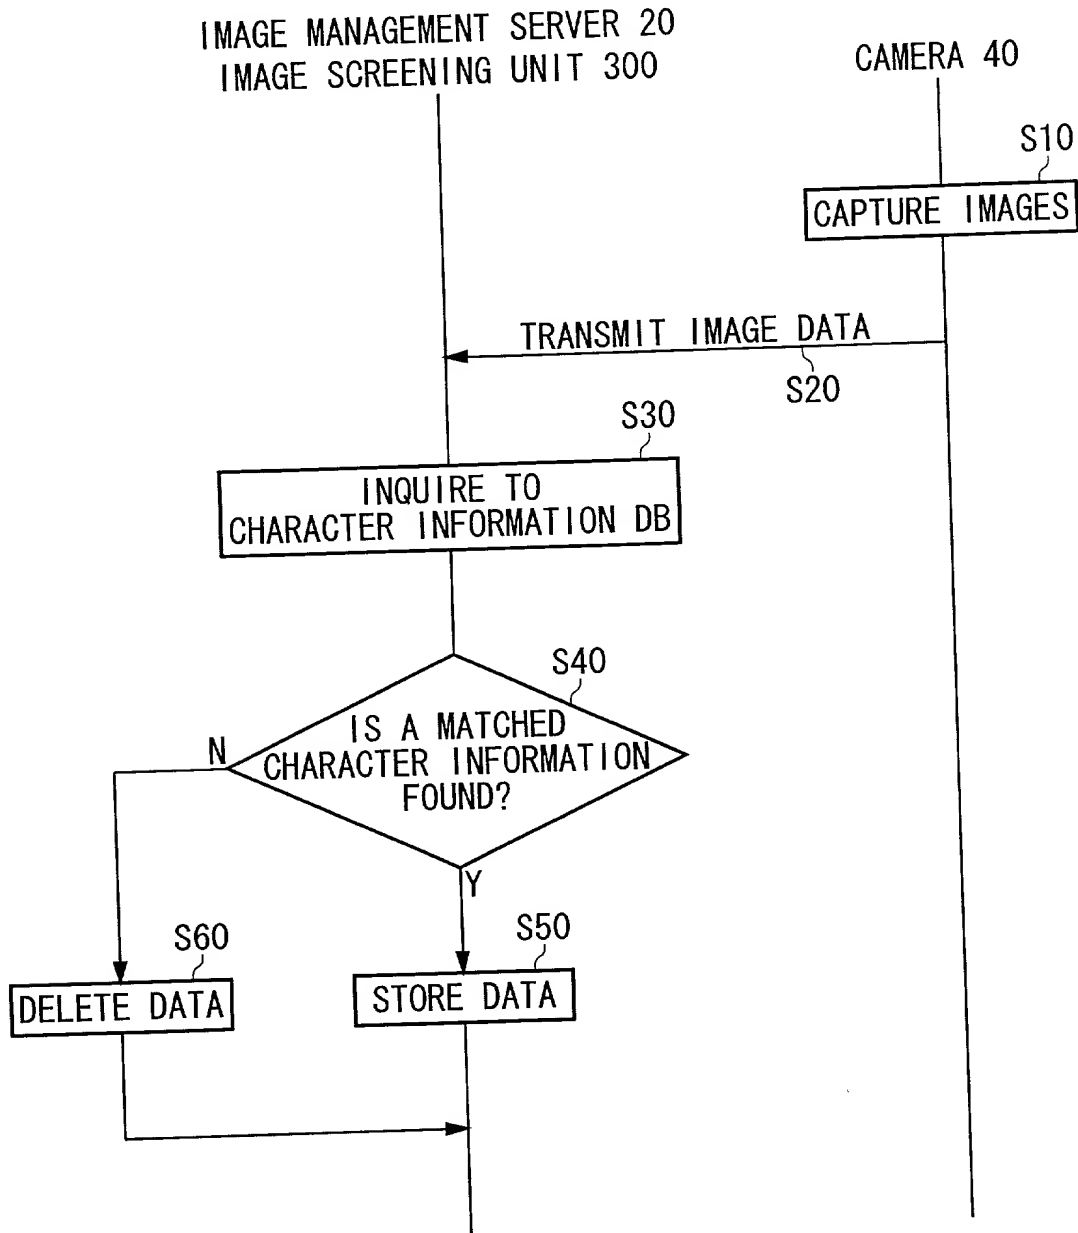 IMAGE MANAGEMENT SERVER 20
IMAGE SCREENING UNIT 300
CAMERA 40
S10
CAPTURE IMAGES
TRANSMIT IMAGE DATA
S20
S30
INQUIRE TO
CHARACTER INFORMATION DB
S40
IS A MATCHED
CHARACTER INFORMATION
FOUND?
N
Y
S60
DELETE DATA
S50
STORE DATA